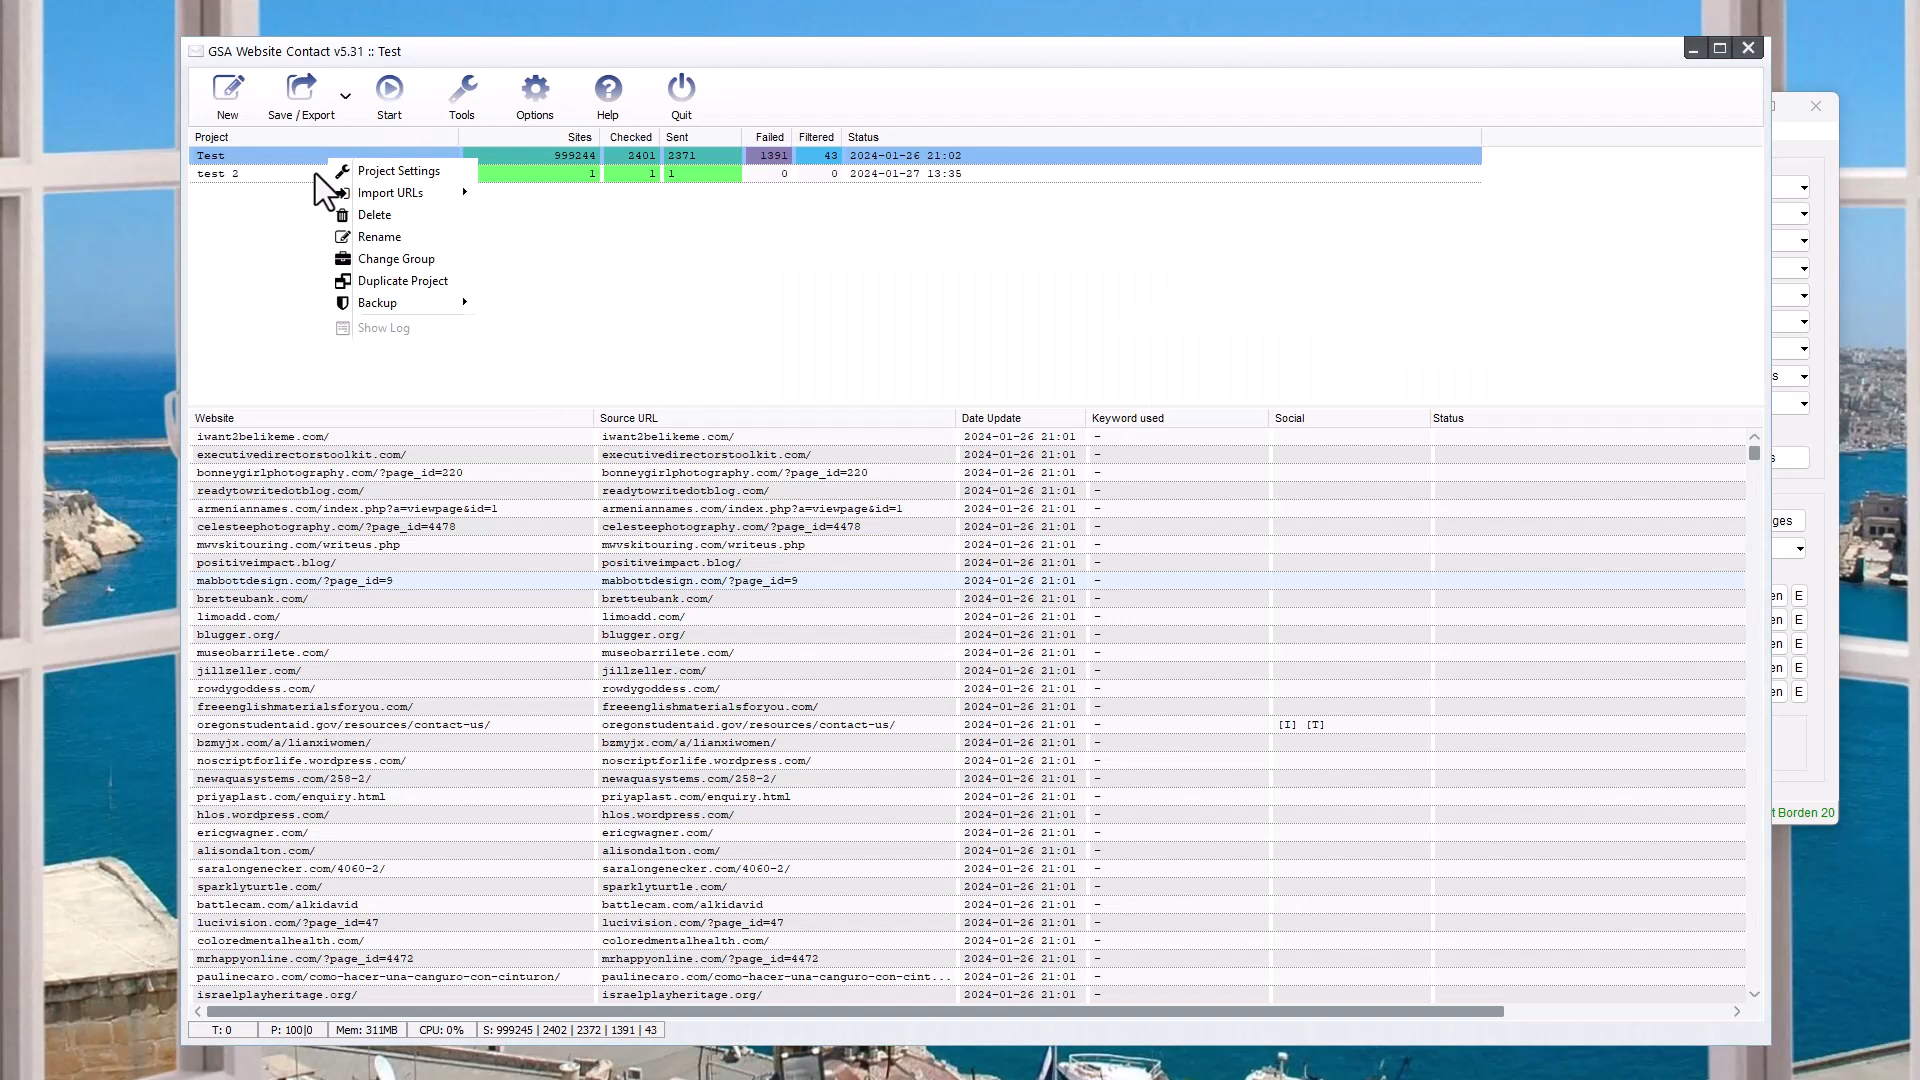 GSA Website Contact v5.31 :: Test
New Save / Export Start Tools Options Help Quit
Project Sites Checked Sent Failed Filtered Status
Test 999244 2401 2371 1391 43 2024-01-26 21:02
test 2 1 1 1 0 0 2024-01-27 13:35
Project Settings
Import URLs
Delete
Rename
Change Group
Duplicate Project
Backup
Show Log
Website Source URL Date Update Keyword used Social Status
iwant2belikeme.com/ iwant2belikeme.com/ 2024-01-26 21:01 -
executivedirectorstoolkit.com/ executivedirectorstoolkit.com/ 2024-01-26 21:01 -
bonneygirlphotography.com/?page_id=220 bonneygirlphotography.com/?page_id=220 2024-01-26 21:01 -
readytowritedotblog.com/ readytowritedotblog.com/ 2024-01-26 21:01 -
armeniannames.com/index.php?a=viewpage&id=1 armeniannames.com/index.php?a=viewpage&id=1 2024-01-26 21:01 -
celesteephotography.com/?page_id=4478 celesteephotography.com/?page_id=4478 2024-01-26 21:01 -
mwvskitouring.com/writeus.php mwvskitouring.com/writeus.php 2024-01-26 21:01 -
positiveimpact.blog/ positiveimpact.blog/ 2024-01-26 21:01 -
mabbottdesign.com/?page_id=9 mabbottdesign.com/?page_id=9 2024-01-26 21:01 -
bretteubank.com/ bretteubank.com/ 2024-01-26 21:01 -
limoadd.com/ limoadd.com/ 2024-01-26 21:01 -
blugger.org/ blugger.org/ 2024-01-26 21:01 -
museobarrilete.com/ museobarrilete.com/ 2024-01-26 21:01 -
jillzeller.com/ jillzeller.com/ 2024-01-26 21:01 -
rowdygoddess.com/ rowdygoddess.com/ 2024-01-26 21:01 -
freeenglishmaterialsforyou.com/ freeenglishmaterialsforyou.com/ 2024-01-26 21:01 -
oregonstudentaid.gov/resources/contact-us/ oregonstudentaid.gov/resources/contact-us/ 2024-01-26 21:01 - [I] [T]
bzmyjx.com/a/lianxiwomen/ bzmyjx.com/a/lianxiwomen/ 2024-01-26 21:01 -
noscriptforlife.wordpress.com/ noscriptforlife.wordpress.com/ 2024-01-26 21:01 -
newaquasystems.com/258-2/ newaquasystems.com/258-2/ 2024-01-26 21:01 -
priyaplast.com/enquiry.html priyaplast.com/enquiry.html 2024-01-26 21:01 -
hlos.wordpress.com/ hlos.wordpress.com/ 2024-01-26 21:01 -
ericgwagner.com/ ericgwagner.com/ 2024-01-26 21:01 -
alisondalton.com/ alisondalton.com/ 2024-01-26 21:01 -
saralongenecker.com/4060-2/ saralongenecker.com/4060-2/ 2024-01-26 21:01 -
sparklyturtle.com/ sparklyturtle.com/ 2024-01-26 21:01 -
battlecam.com/alkidavid battlecam.com/alkidavid 2024-01-26 21:01 -
lucivision.com/?page_id=47 lucivision.com/?page_id=47 2024-01-26 21:01 -
coloredmentalhealth.com/ coloredmentalhealth.com/ 2024-01-26 21:01 -
mrhappyonline.com/?page_id=4472 mrhappyonline.com/?page_id=4472 2024-01-26 21:01 -
paulinecaro.com/como-hacer-una-canguro-con-cinturon/ paulinecaro.com/como-hacer-una-canguro-con-cint... 2024-01-26 21:01 -
israelplayheritage.org/ israelplayheritage.org/ 2024-01-26 21:01 -
T: 0 P: 100|0 Mem: 311MB CPU: 0% S: 999245 | 2402 | 2372 | 1391 | 43
s
s
ges
en E
en E
en E
en E
en E
t Borden 20